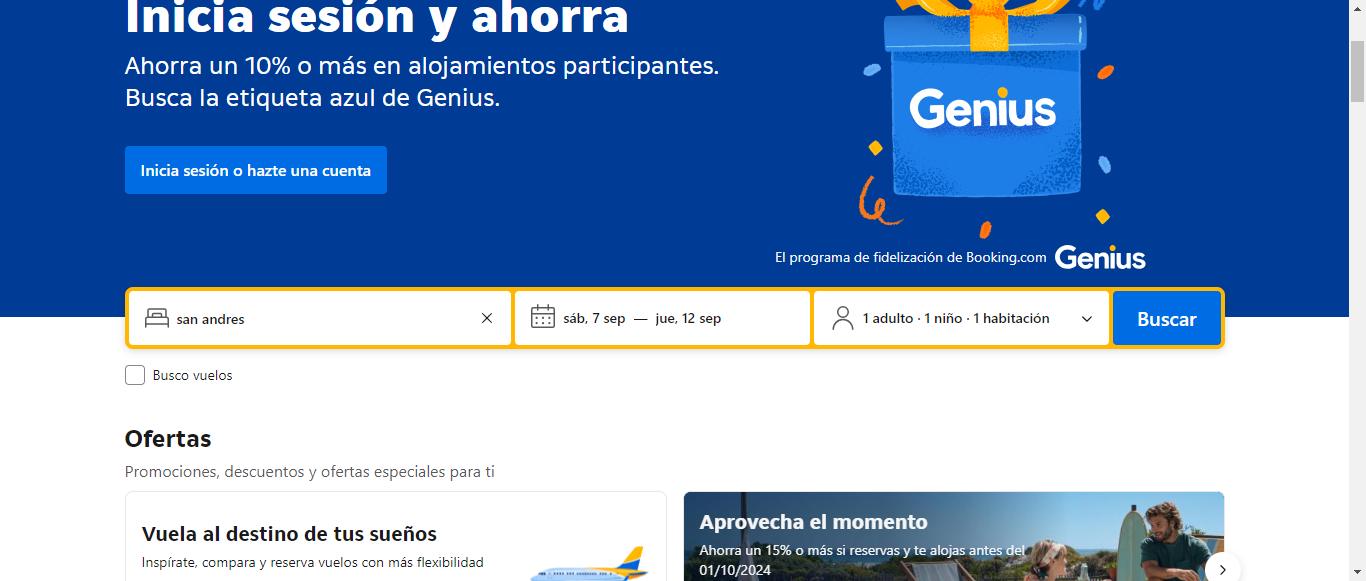 Inicia sesión y ahorra
Ahorra un 10% o más en alojamientos participantes.
Busca la etiqueta azul de Genius.
Inicia sesión o hazte una cuenta
Genius
El programa de fidelización de Booking.com Genius
san andres
sáb, 7 sep — jue, 12 sep
1 adulto · 1 niño · 1 habitación
Buscar
Busco vuelos
Ofertas
Promociones, descuentos y ofertas especiales para ti
Vuela al destino de tus sueños
Inspírate, compara y reserva vuelos con más flexibilidad
Aprovecha el momento
Ahorra un 15% o más si reservas y te alojas antes del
01/10/2024